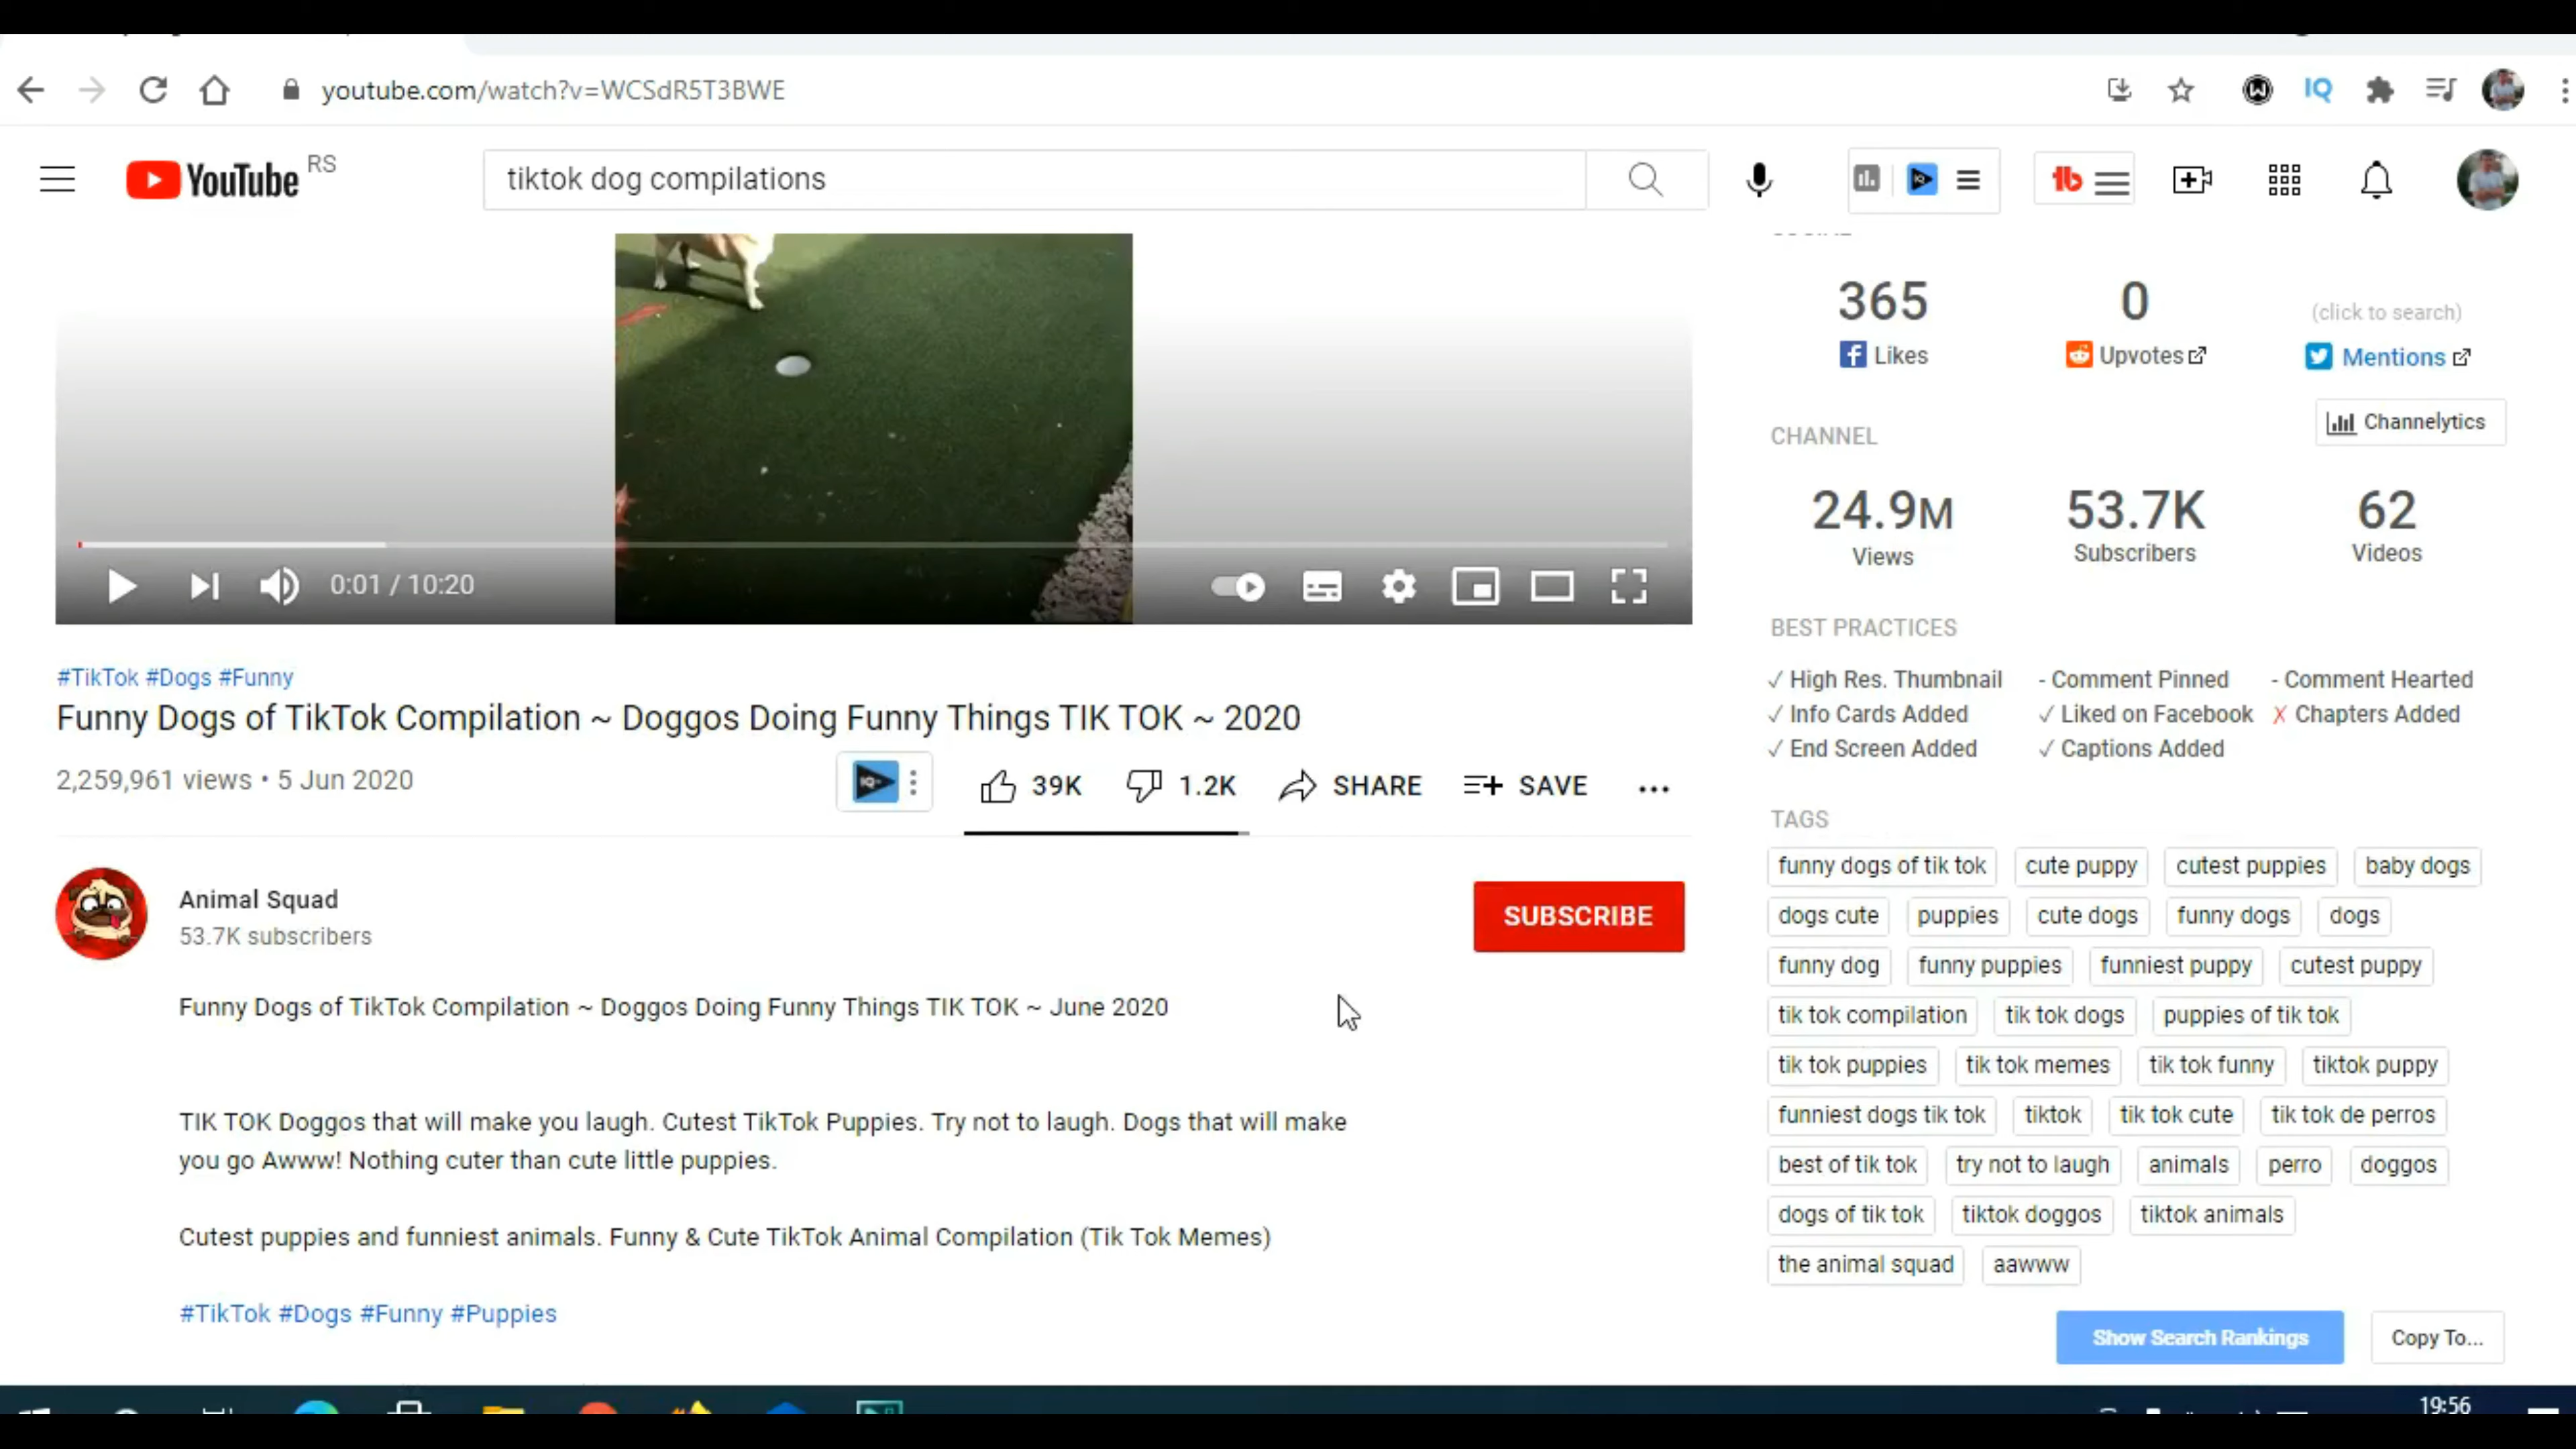 youtube.com/watch?v=WCSdR5T3BWE
IQ
YouTube RS
tiktok dog compilations
365
Likes
0
Upvotes
(click to search)
Mentions
CHANNEL
Channelytics
24.9M
Views
53.7K
Subscribers
62
Videos
0:01 / 10:20
BEST PRACTICES
✓ High Res. Thumbnail - Comment Pinned - Comment Hearted
✓ Info Cards Added ✓ Liked on Facebook X Chapters Added
✓ End Screen Added ✓ Captions Added
#TikTok #Dogs #Funny
Funny Dogs of TikTok Compilation ~ Doggos Doing Funny Things TIK TOK ~ 2020
2,259,961 views • 5 Jun 2020
39K 1.2K SHARE SAVE
Animal Squad
53.7K subscribers
SUBSCRIBE
Funny Dogs of TikTok Compilation ~ Doggos Doing Funny Things TIK TOK ~ June 2020
TIK TOK Doggos that will make you laugh. Cutest TikTok Puppies. Try not to laugh. Dogs that will make
you go Awww! Nothing cuter than cute little puppies.
Cutest puppies and funniest animals. Funny & Cute TikTok Animal Compilation (Tik Tok Memes)
#TikTok #Dogs #Funny #Puppies
TAGS
funny dogs of tik tok cute puppy cutest puppies baby dogs
dogs cute puppies cute dogs funny dogs dogs
funny dog funny puppies funniest puppy cutest puppy
tik tok compilation tik tok dogs puppies of tik tok
tik tok puppies tik tok memes tik tok funny tiktok puppy
funniest dogs tik tok tiktok tik tok cute tik tok de perros
best of tik tok try not to laugh animals perro doggos
dogs of tik tok tiktok doggos tiktok animals
the animal squad aawww
Show Search Rankings
Copy To...
19:56